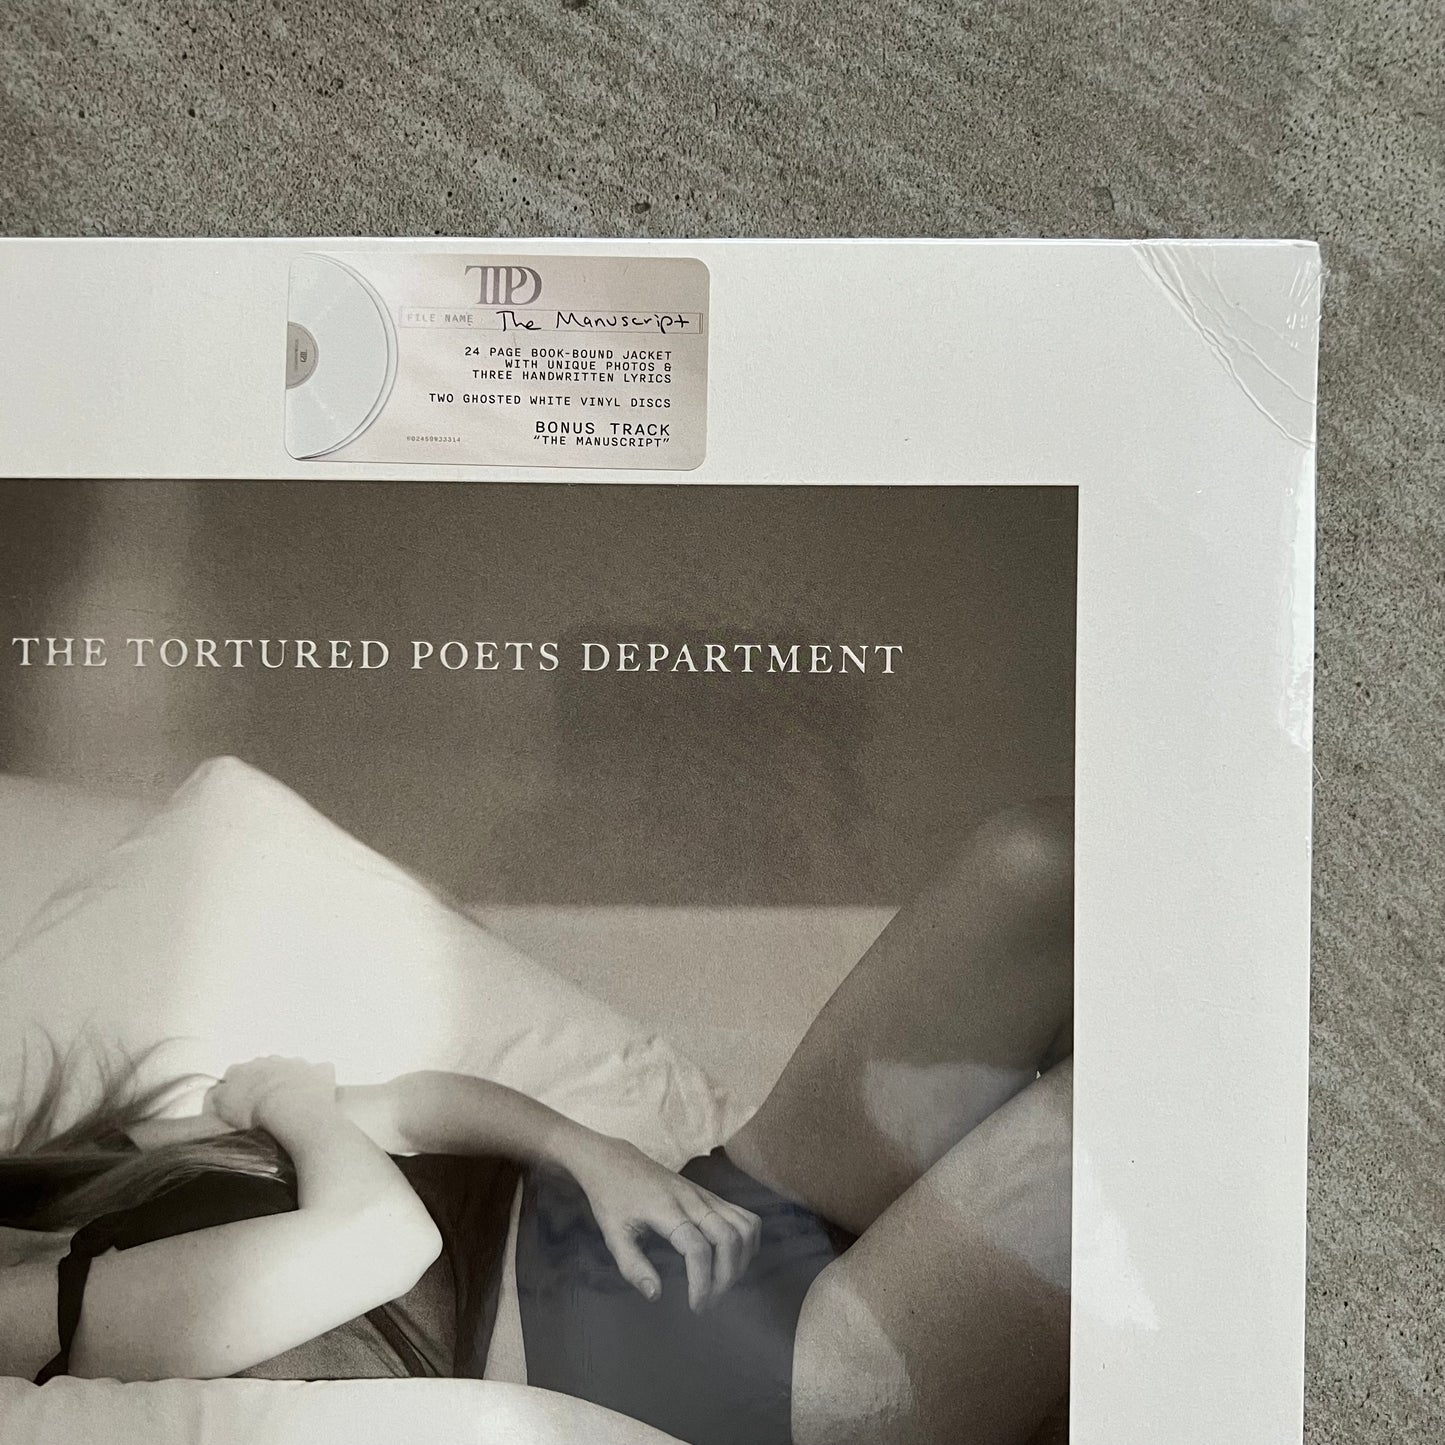 TTPD
FILE NAME The Manuscript
24 PAGE BOOK-BOUND JACKET
WITH UNIQUE PHOTOS &
THREE HANDWRITTEN LYRICS
TWO GHOSTED WHITE VINYL DISCS
BONUS TRACK
“THE MANUSCRIPT”
THE TORTURED POETS DEPARTMENT